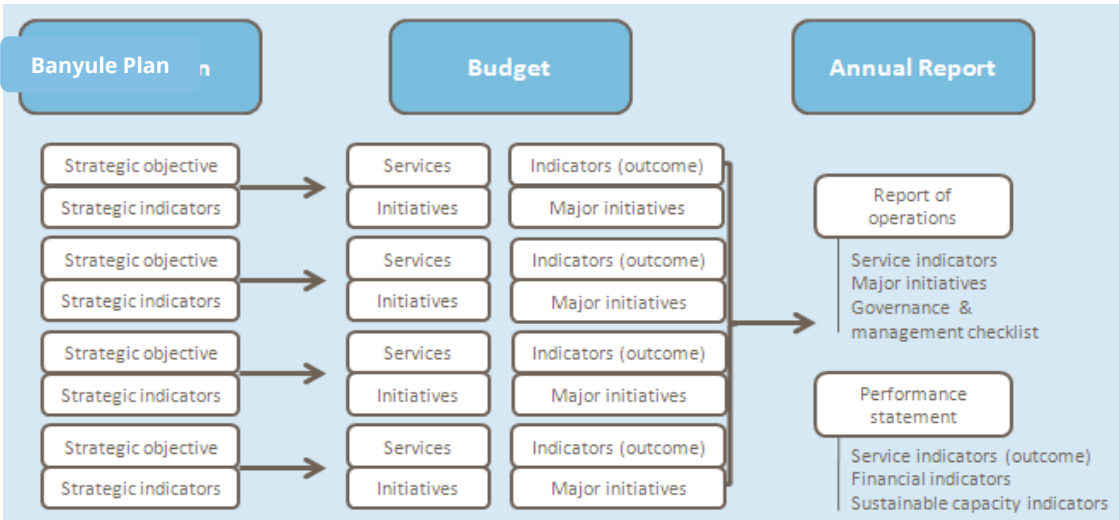 Banyule Plan
n
Budget
Annual Report
Strategic objective
Strategic indicators
Services
Initiatives
Indicators (outcome)
Major initiatives
Strategic objective
Strategic indicators
Services
Initiatives
Indicators (outcome)
Major initiatives
Strategic objective
Strategic indicators
Services
Initiatives
Indicators (outcome)
Major initiatives
Strategic objective
Strategic indicators
Services
Initiatives
Indicators (outcome)
Major initiatives
Report of
operations
Service indicators
Major initiatives
Governance &
management checklist
Performance
statement
Service indicators (outcome)
Financial indicators
Sustainable capacity indicators